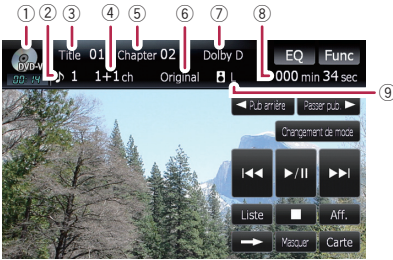 ① ② ③ ④ ⑤ ⑥ ⑦ ⑧
Title 01 Chapter 02 Dolby D EQ Func
DVD-V
00 14 ♪ 1 1+1 ch Original L 000 min 34 sec
⑨
◀ Pub arrière Passer pub. ▶
Changement de mode
Liste Aff.
Masquer Carte